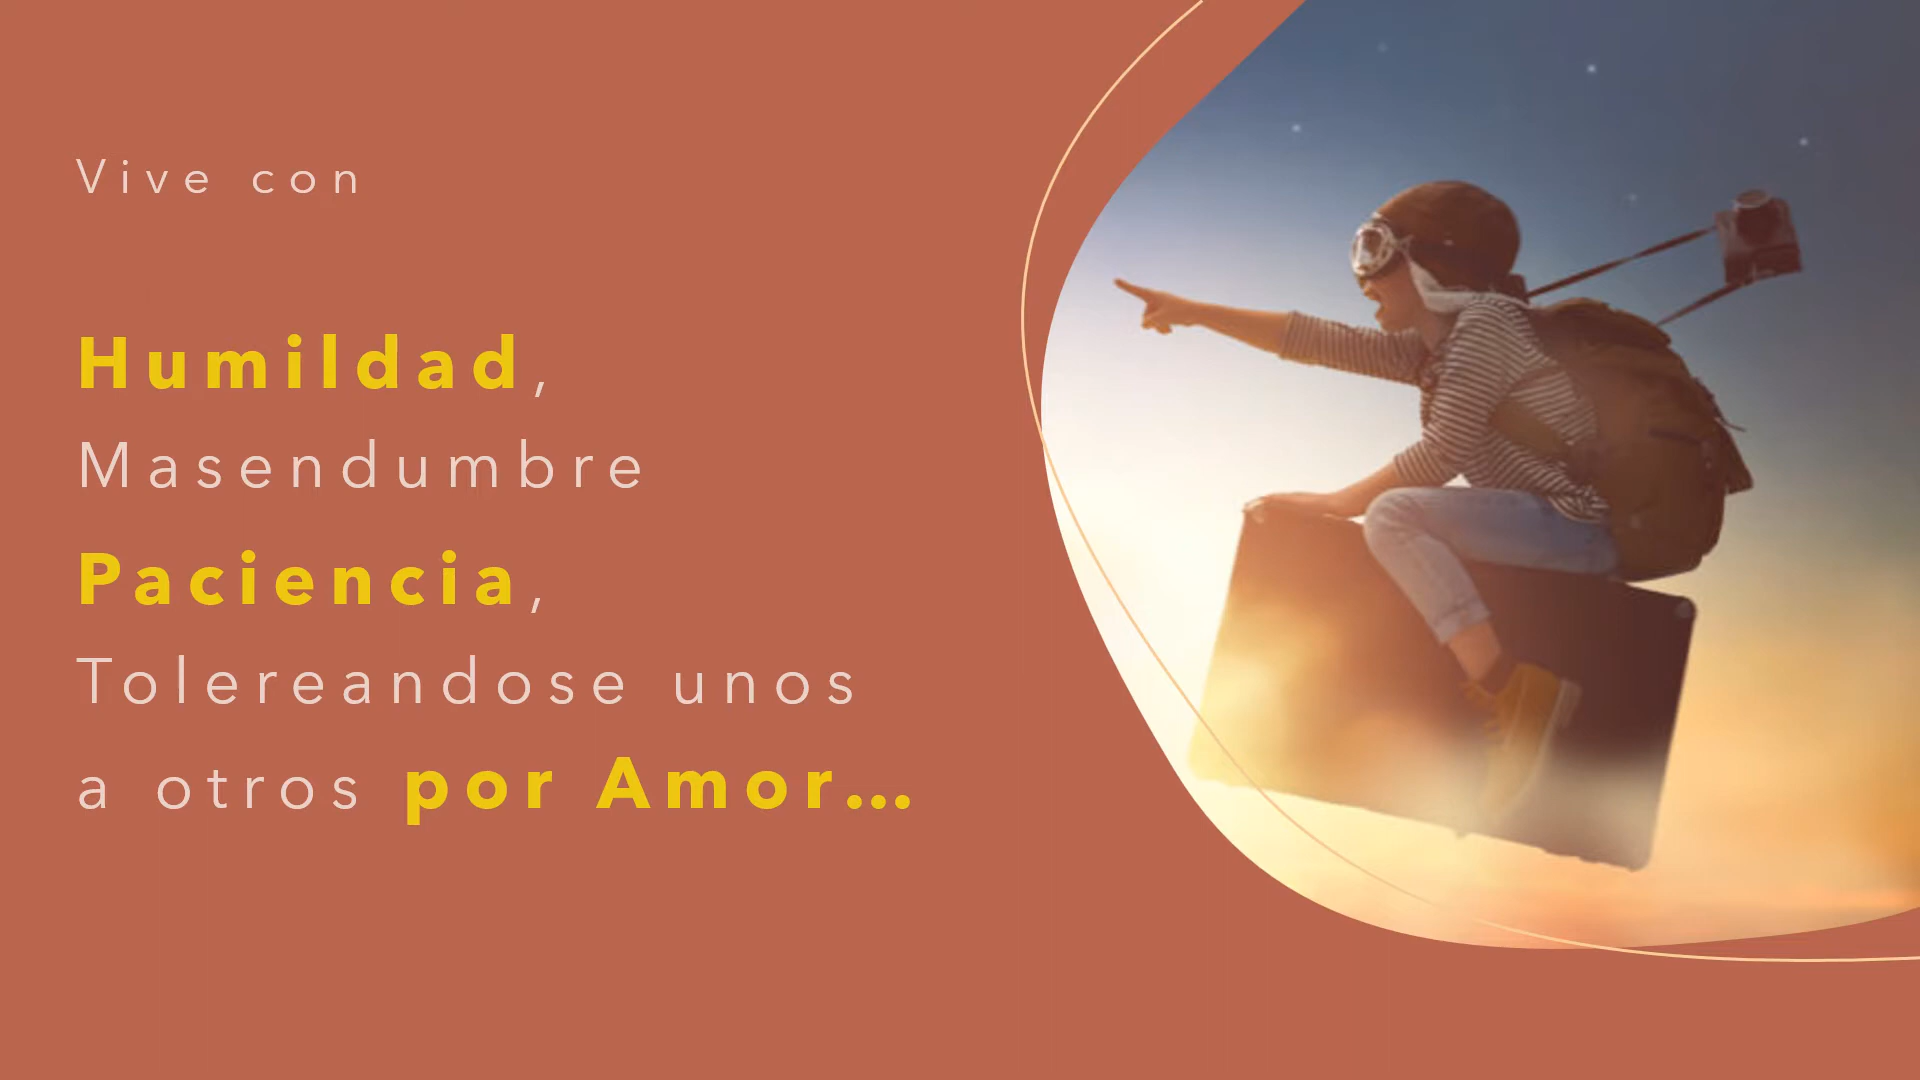 Vive con
Humildad,
Masendumbre
Paciencia,
Tolereandose unos
a otros por Amor...